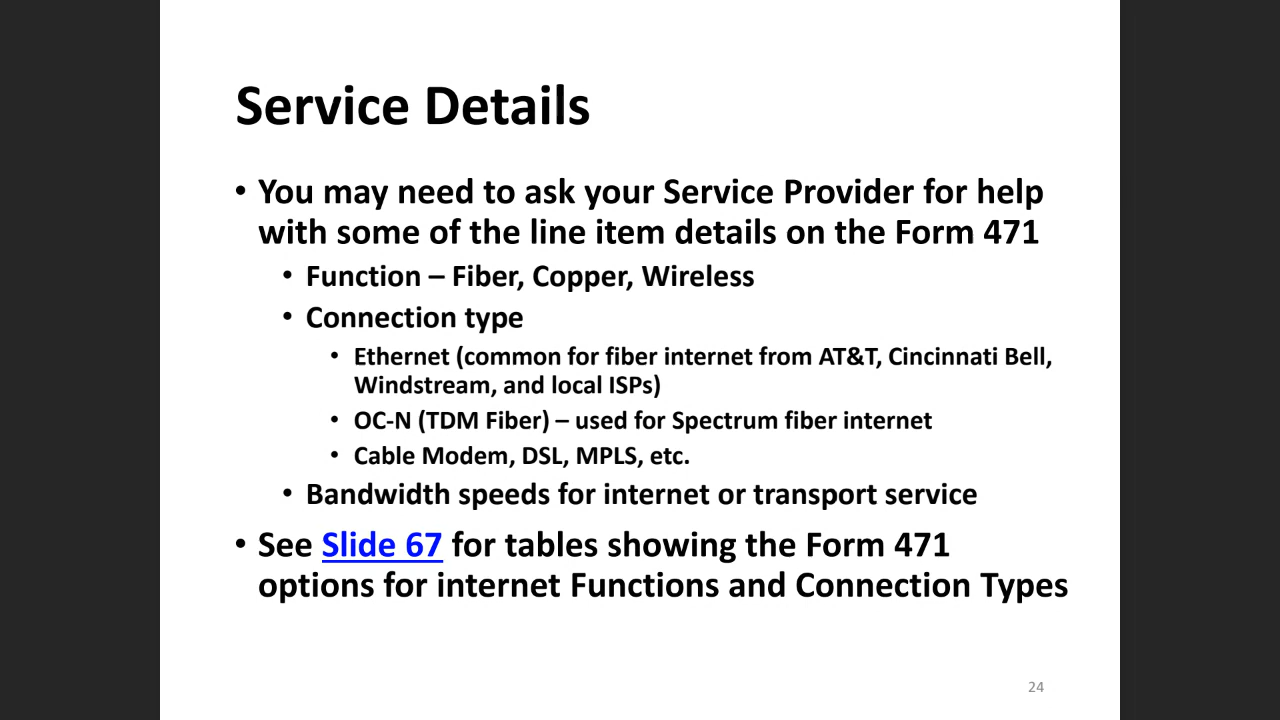 Service Details
• You may need to ask your Service Provider for help
with some of the line item details on the Form 471
• Function – Fiber, Copper, Wireless
• Connection type
• Ethernet (common for fiber internet from AT&T, Cincinnati Bell,
Windstream, and local ISPs)
• OC-N (TDM Fiber) – used for Spectrum fiber internet
• Cable Modem, DSL, MPLS, etc.
• Bandwidth speeds for internet or transport service
• See Slide 67 for tables showing the Form 471
options for internet Functions and Connection Types
24